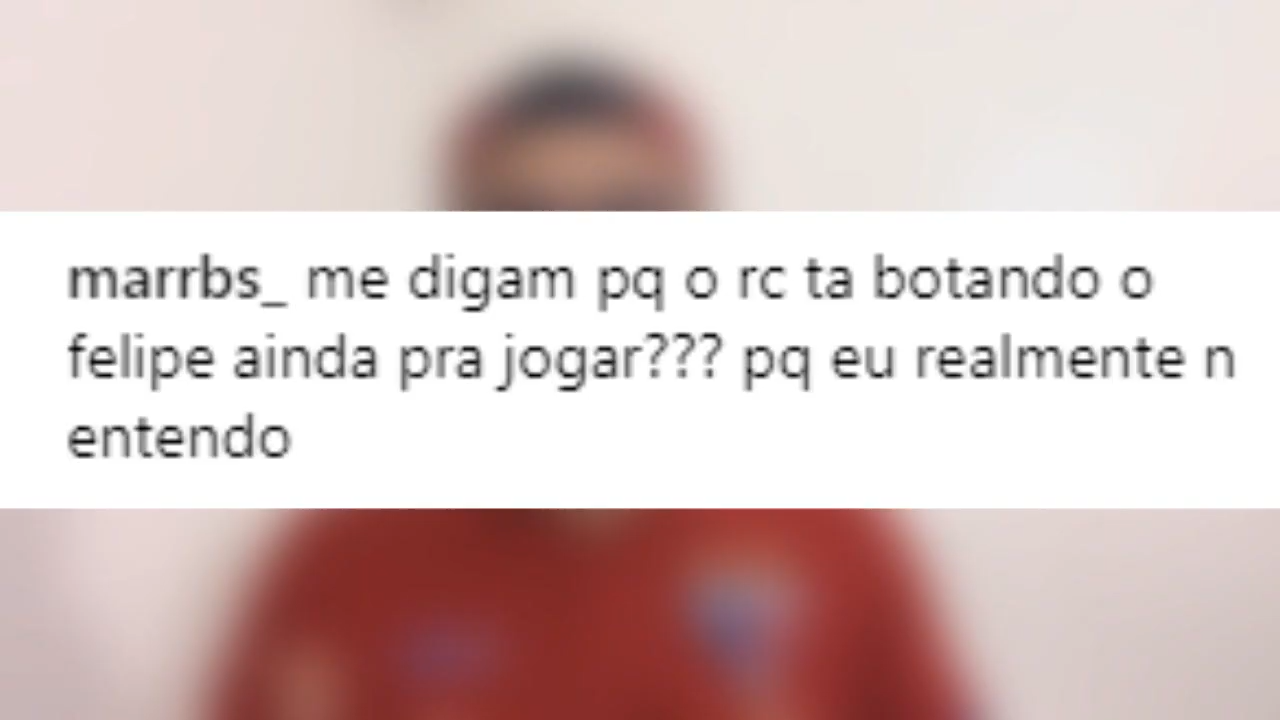 marrbs_ me digam pq o rc ta botando o
felipe ainda pra jogar??? pq eu realmente n
entendo